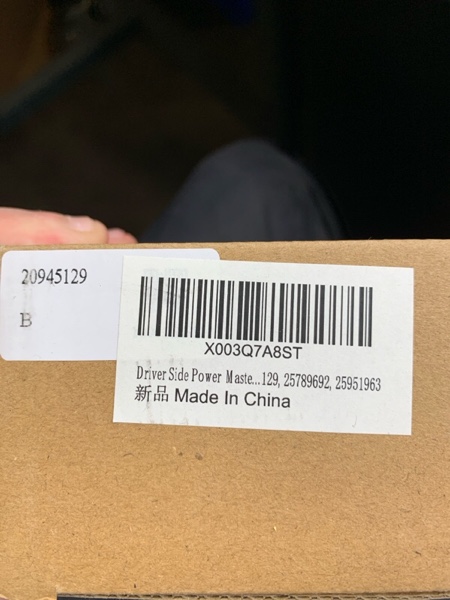 20945129
B
X003Q7A8ST
Driver Side Power Maste...129, 25789692, 25951963
新品 Made In China